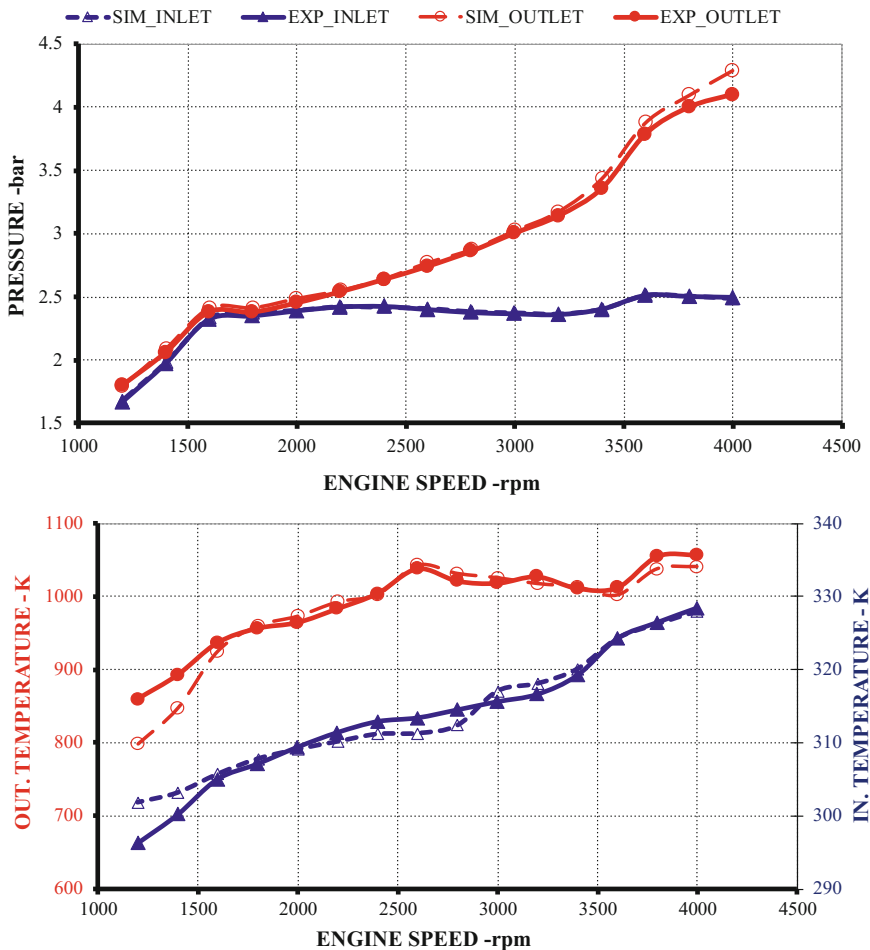 SIM_INLET EXP_INLET SIM_OUTLET EXP_OUTLET
4.5
4
3.5
3
2.5
2
1.5
PRESSURE -bar
1000 1500 2000 2500 3000 3500 4000 4500
ENGINE SPEED -rpm
1100
1000
900
800
700
600
OUT. TEMPERATURE - K
340
330
320
310
300
290
IN. TEMPERATURE - K
1000 1500 2000 2500 3000 3500 4000 4500
ENGINE SPEED -rpm